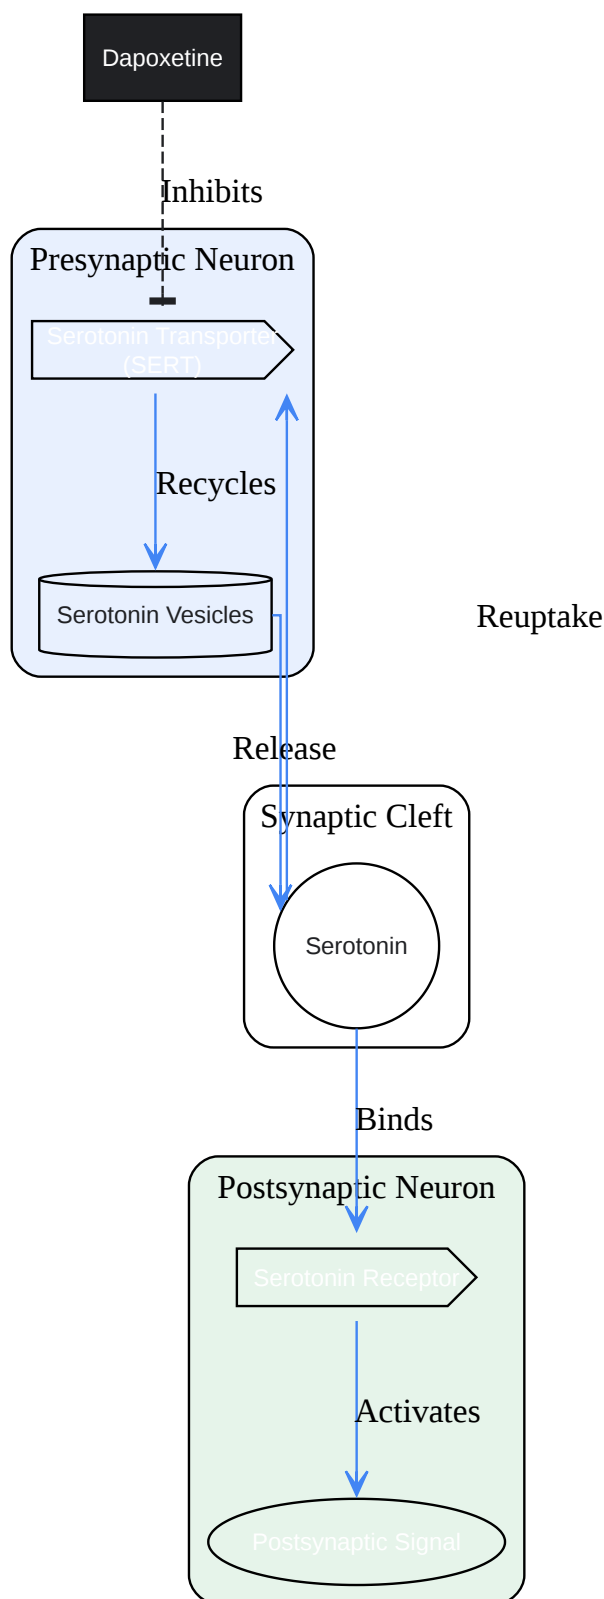 Dapoxetine
Inhibits
Presynaptic Neuron
Serotonin Transporter
(SERT)
Recycles
Serotonin Vesicles
Reuptake
Release
Synaptic Cleft
Serotonin
Binds
Postsynaptic Neuron
Serotonin Receptor
Activates
Postsynaptic Signal